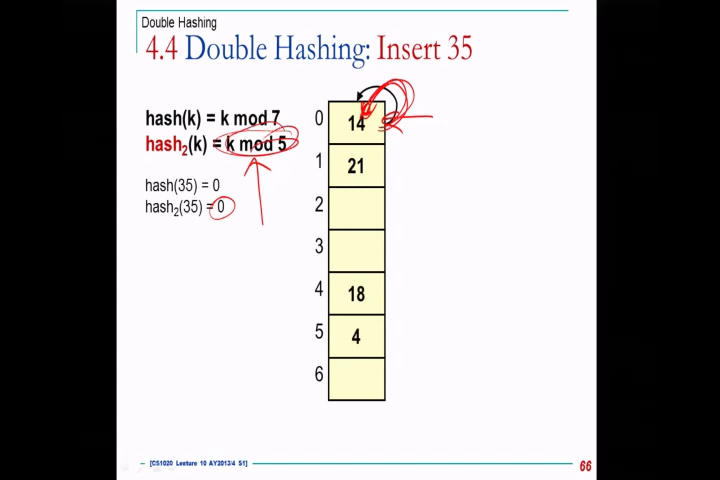 Double Hashing
4.4 Double Hashing: Insert 35
hash(k) = k mod 7
hash₂(k) = k mod 5
hash(35) = 0
hash₂(35) = 0
0 14
1 21
2
3
4 18
5 4
6
[CS1020 Lecture 10 AY2013/4 S1]
66